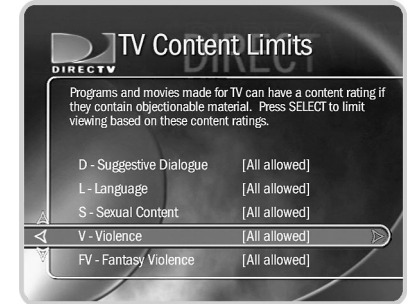 TV Content Limits
DIRECT
DIRECTV
Programs and movies made for TV can have a content rating if
they contain objectionable material. Press SELECT to limit
viewing based on these content ratings.
D - Suggestive Dialogue [All allowed]
L - Language [All allowed]
S - Sexual Content [All allowed]
V - Violence [All allowed]
FV - Fantasy Violence [All allowed]